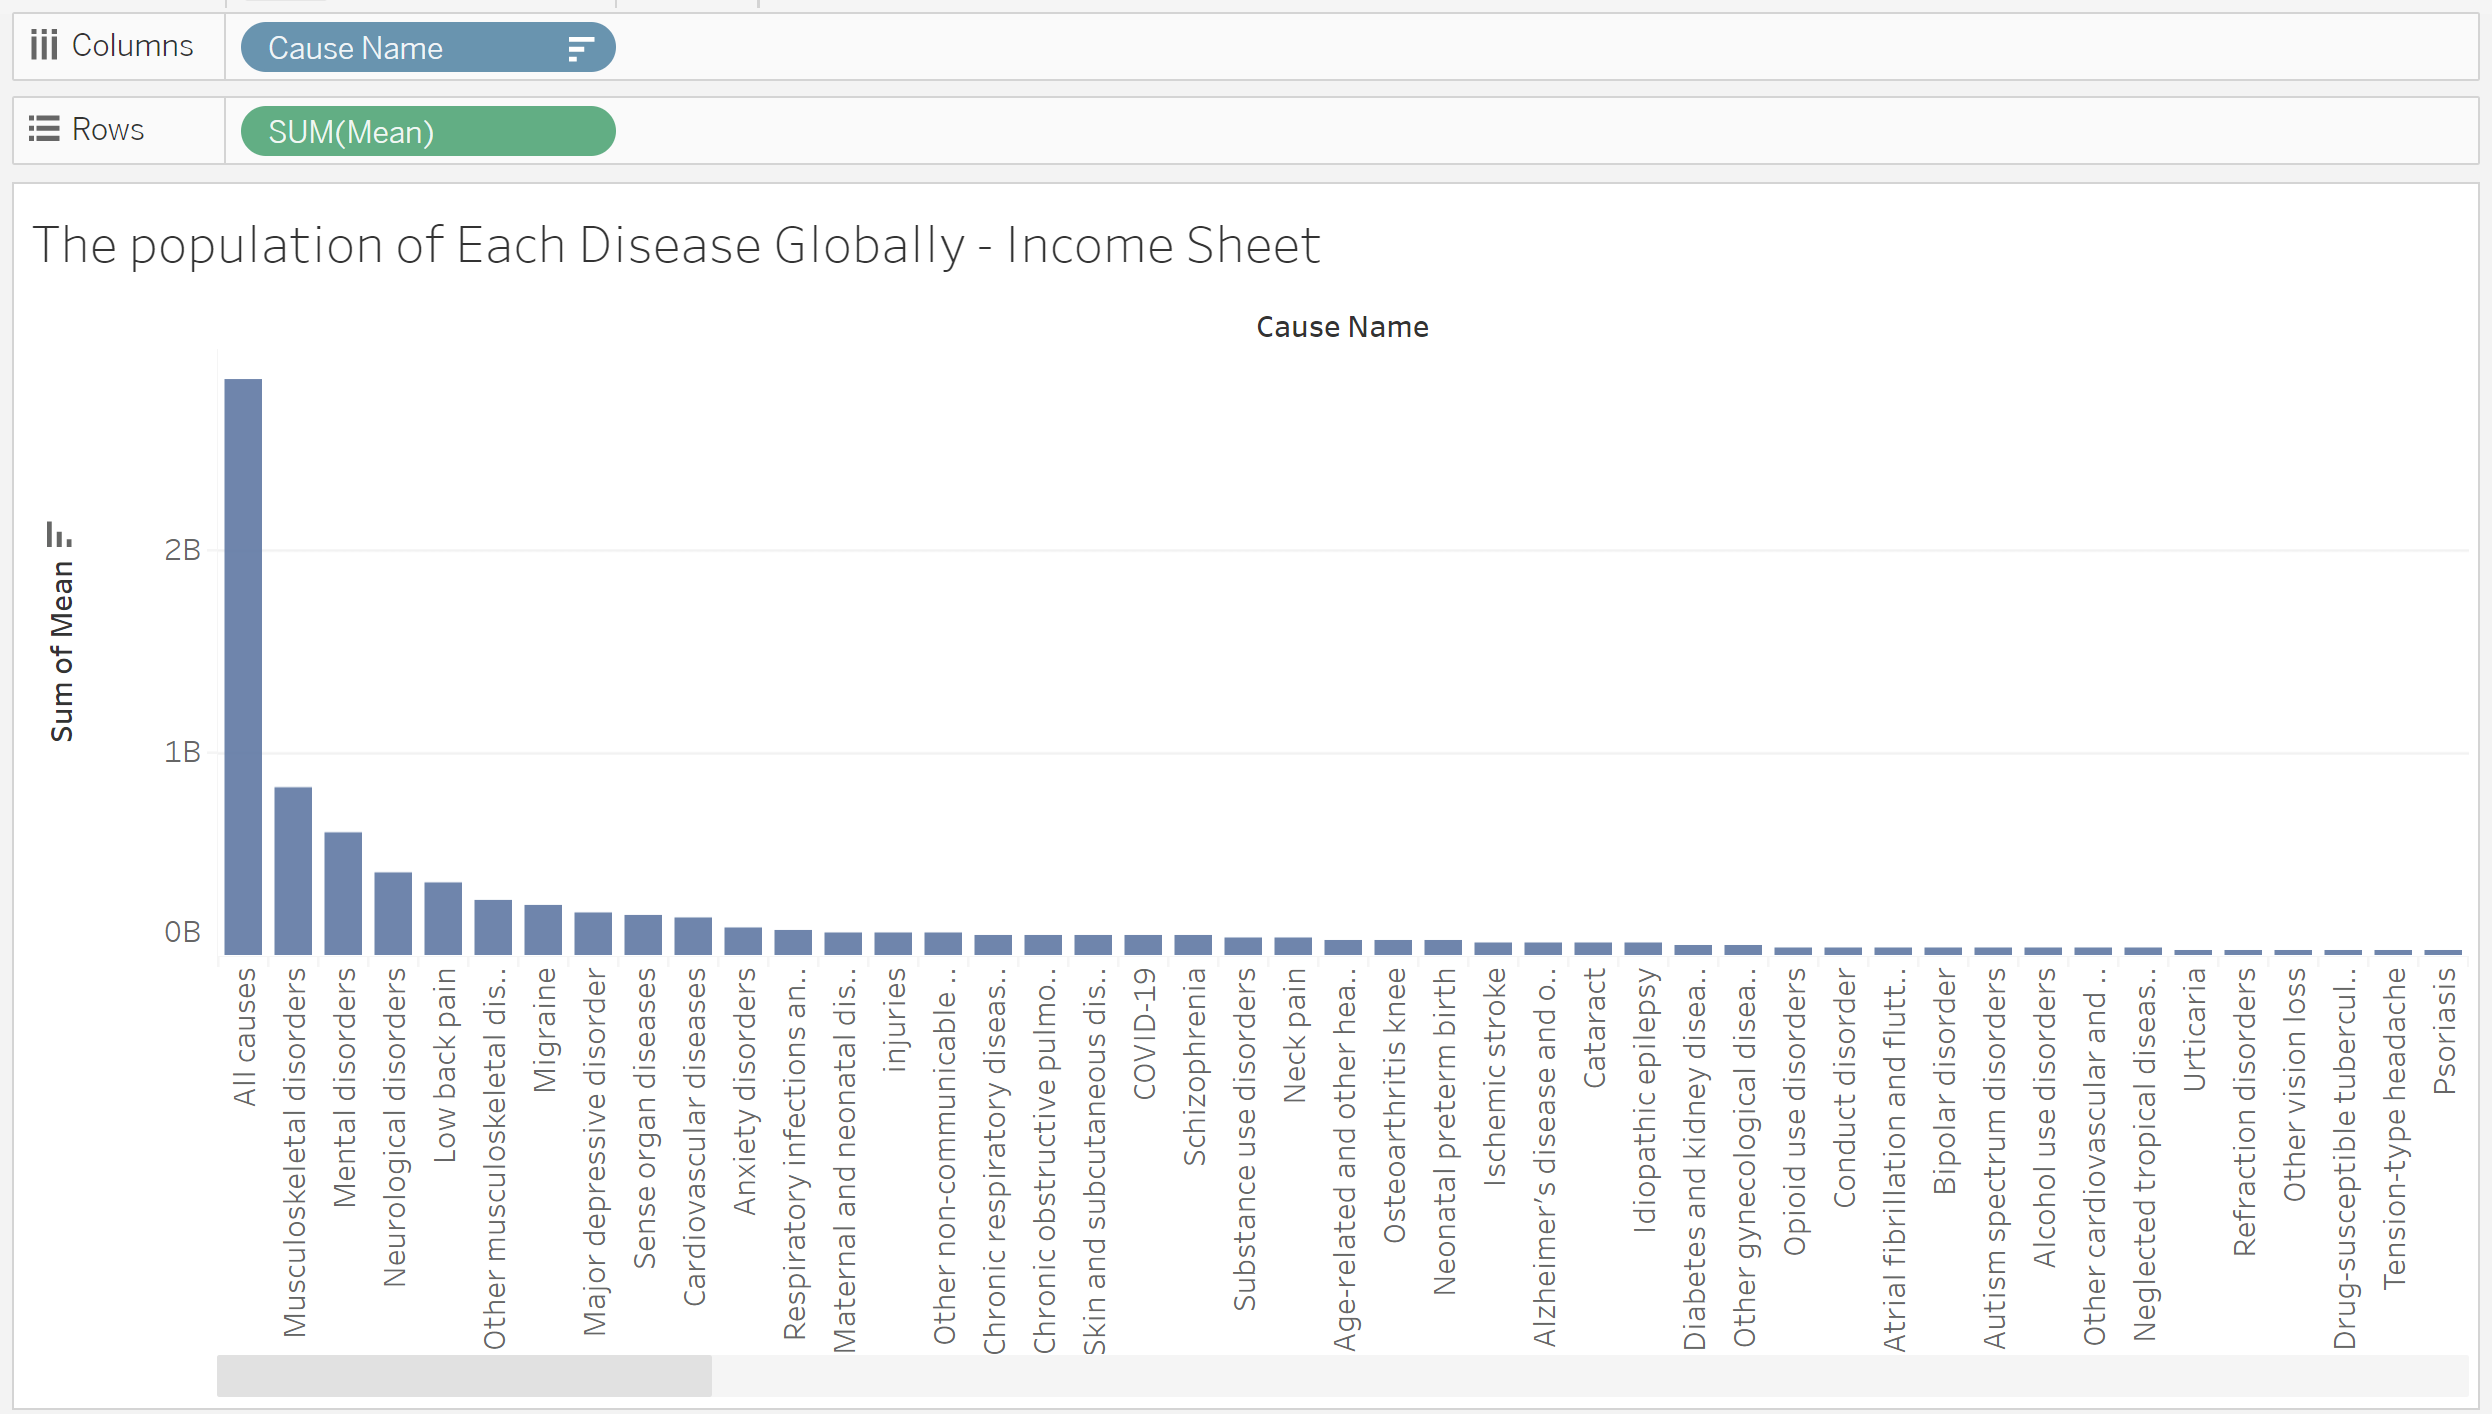 Columns
Cause Name
Rows
SUM(Mean)
The population of Each Disease Globally - Income Sheet
Cause Name
Sum of Mean
2B
1B
0B
All causes
Musculoskeletal disorders
Mental disorders
Neurological disorders
Low back pain
Other musculoskeletal dis..
Migraine
Major depressive disorder
Sense organ diseases
Cardiovascular diseases
Anxiety disorders
Respiratory infections an..
Maternal and neonatal dis..
injuries
Other non-communicable ..
Chronic respiratory diseas..
Chronic obstructive pulmo..
Skin and subcutaneous dis..
COVID-19
Schizophrenia
Substance use disorders
Neck pain
Age-related and other hea..
Osteoarthritis knee
Neonatal preterm birth
Ischemic stroke
Alzheimer’s disease and o..
Cataract
Idiopathic epilepsy
Diabetes and kidney disea..
Other gynecological disea..
Opioid use disorders
Conduct disorder
Atrial fibrillation and flutt..
Bipolar disorder
Autism spectrum disorders
Alcohol use disorders
Other cardiovascular and ..
Neglected tropical diseas..
Urticaria
Refraction disorders
Other vision loss
Drug-susceptible tubercul..
Tension-type headache
Psoriasis